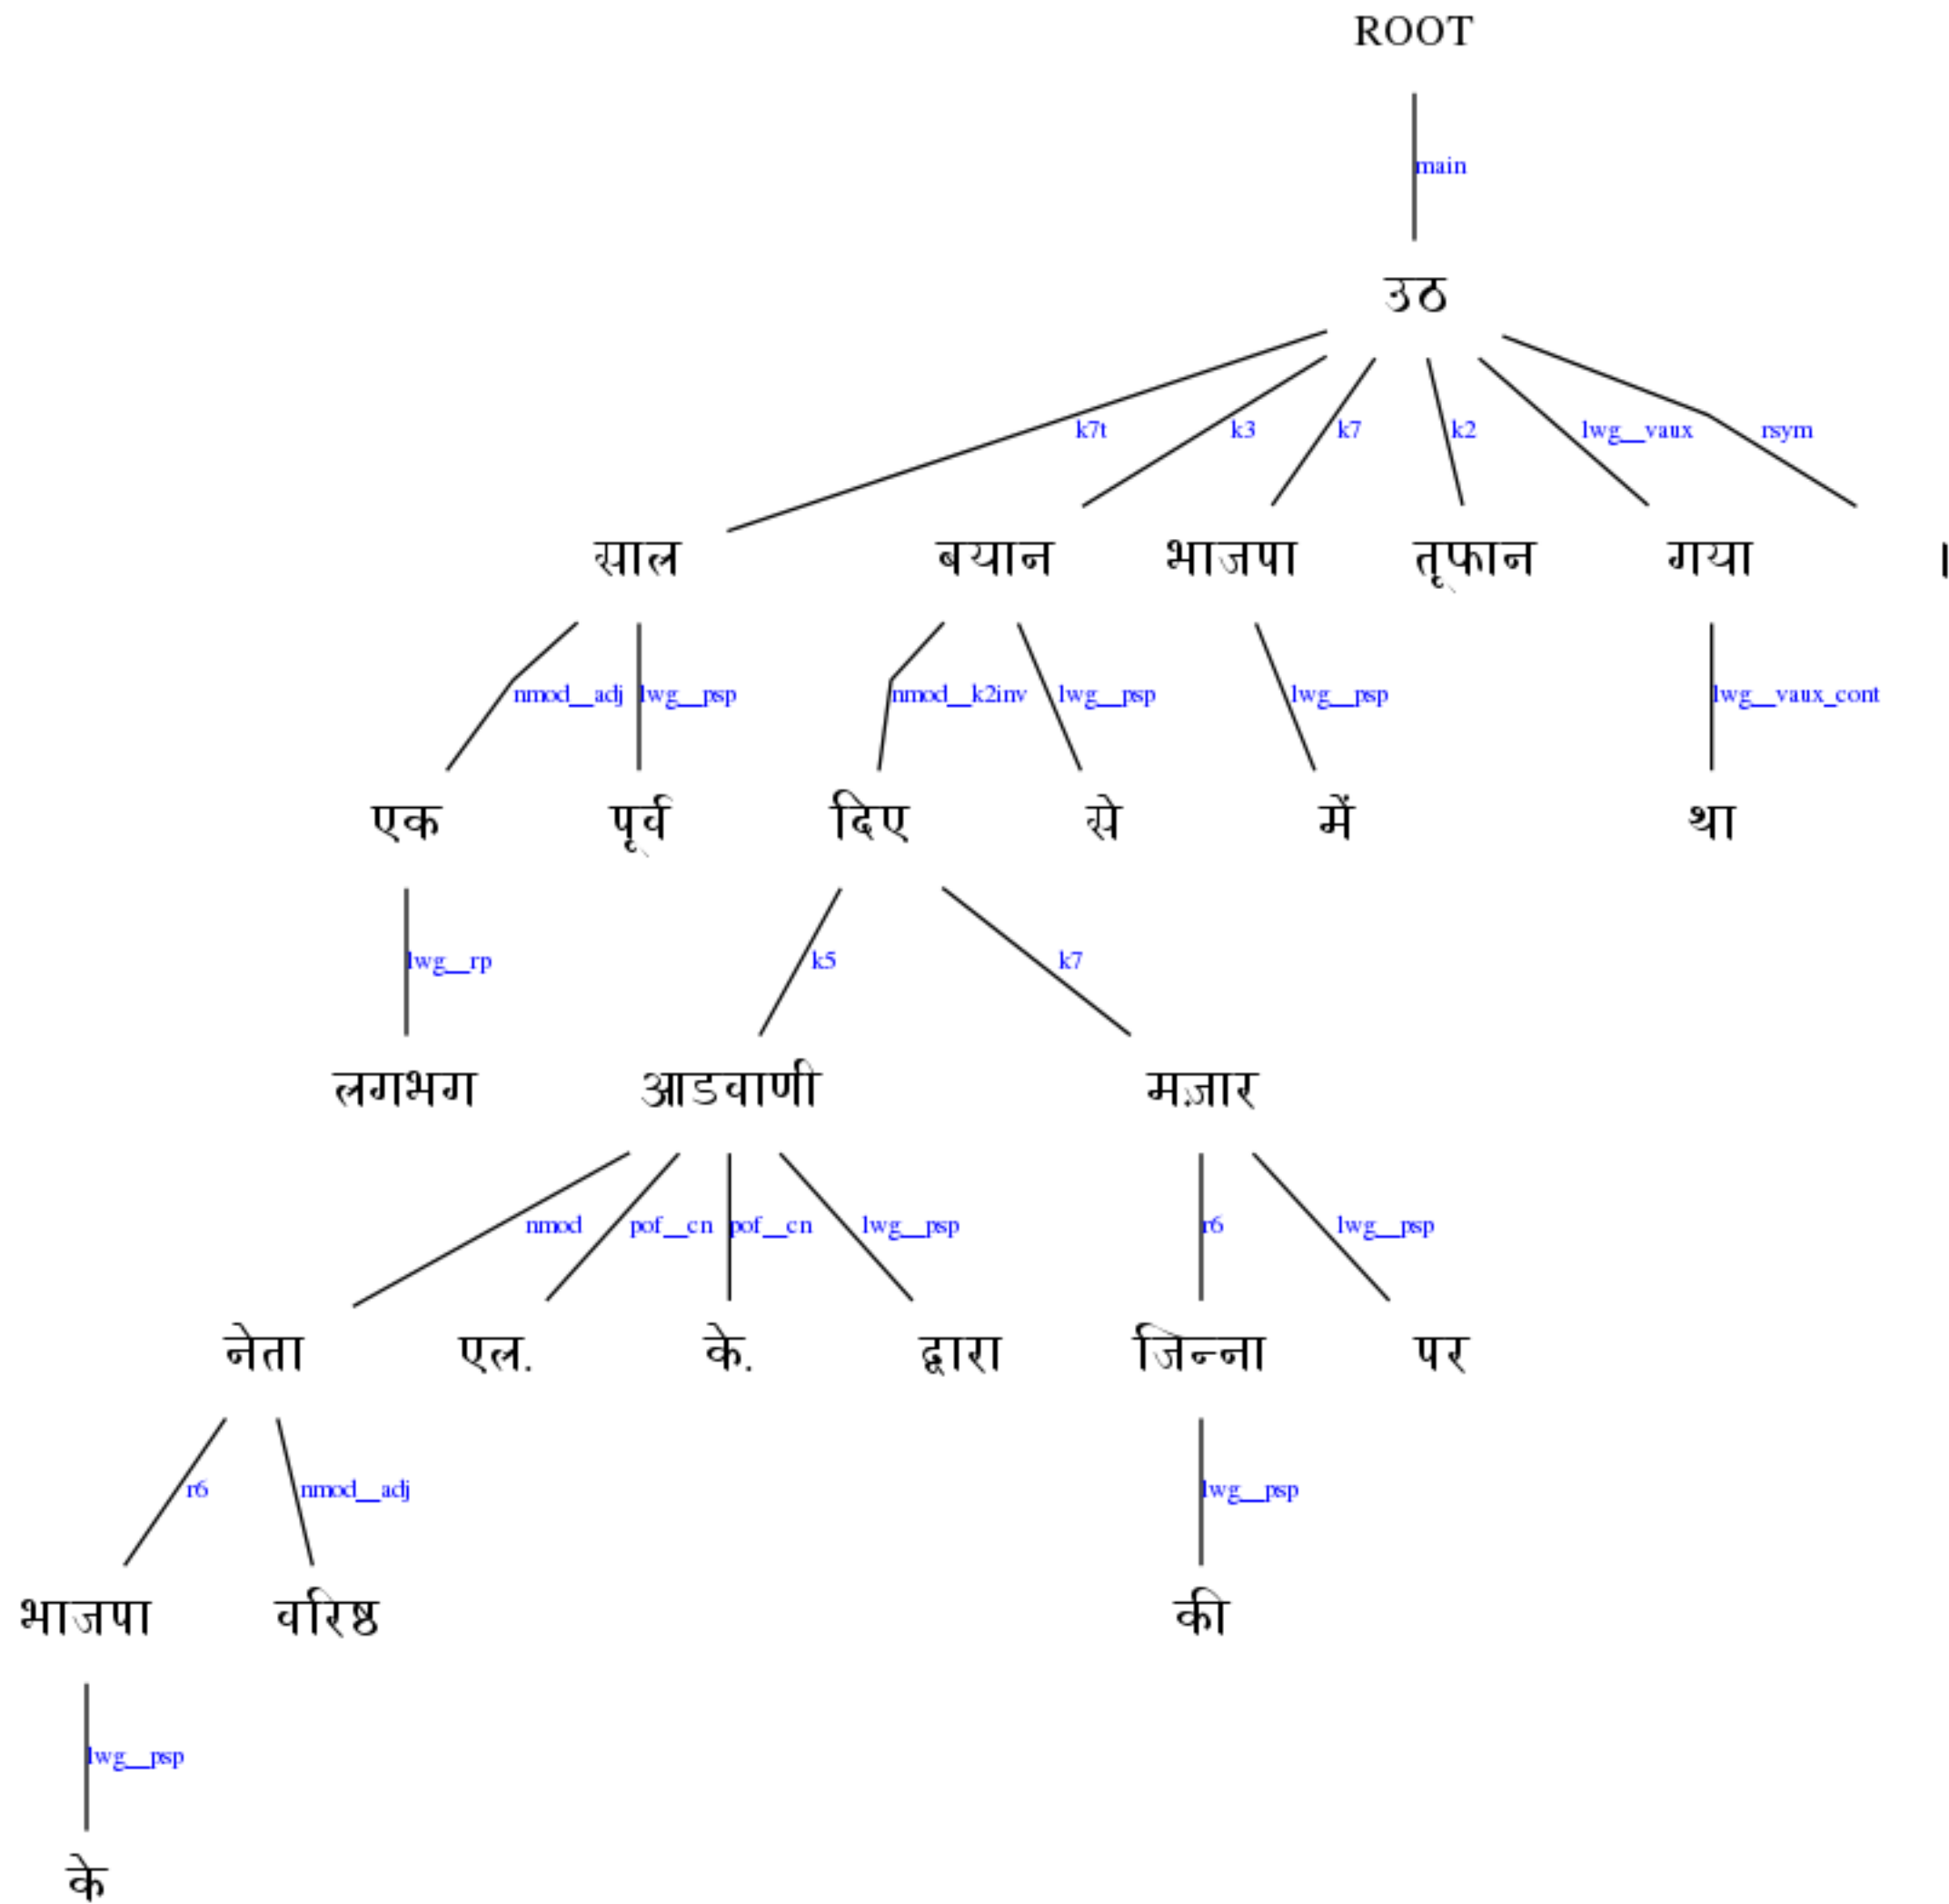 ROOT
main
उठ
k7t k3 k7 k2 lwg__vaux rsym
साल बयान भाजपा तूफान गया ।
nmod__adj lwg__psp nmod__k2inv lwg__psp lwg__psp lwg__vaux_cont
एक पूर्व दिए से में था
lwg__rp k5 k7
लगभग आडवाणी मज़ार
nmod pof__cn pof__cn lwg__psp r6 lwg__psp
नेता एल. के. द्वारा जिन्ना पर
r6 nmod__adj lwg__psp
भाजपा वरिष्ठ की
lwg__psp
के